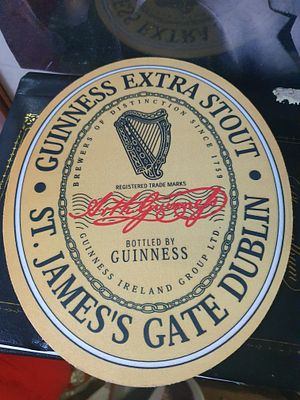 GUINNESS EXTRA STOUT
BREWERS OF DISTINCTION SINCE 1759
REGISTERED TRADE MARKS
BOTTLED BY
GUINNESS
GUINNESS IRELAND GROUP LTD.
ST. JAMES'S GATE DUBLIN